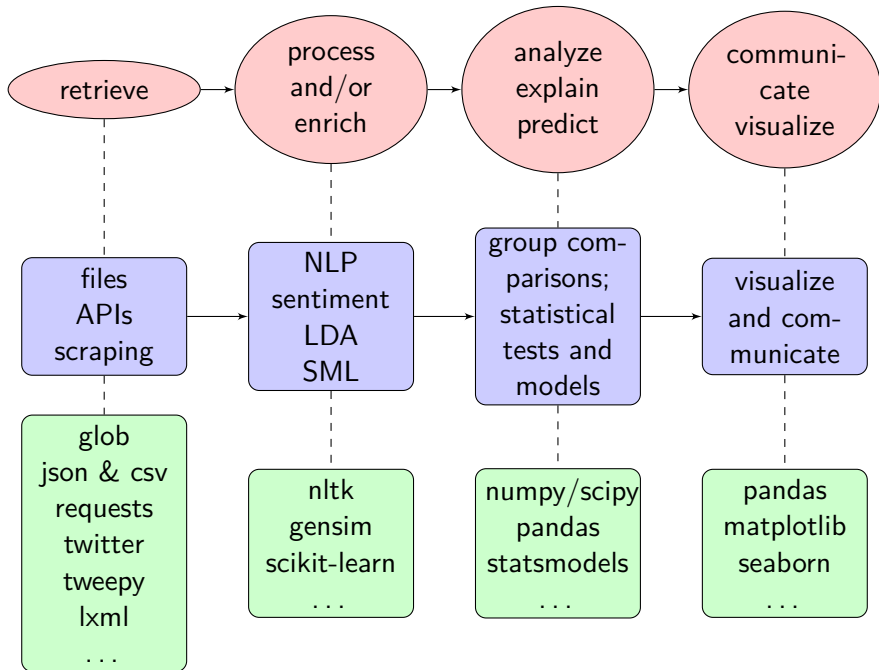 retrieve
process
and/or
enrich
analyze
explain
predict
communi-
cate
visualize
files
APIs
scraping
NLP
sentiment
LDA
SML
group com-
parisons;
statistical
tests and
models
visualize
and com-
municate
glob
json & csv
requests
twitter
tweepy
lxml
. . .
nltk
gensim
scikit-learn
. . .
numpy/scipy
pandas
statsmodels
. . .
pandas
matplotlib
seaborn
. . .